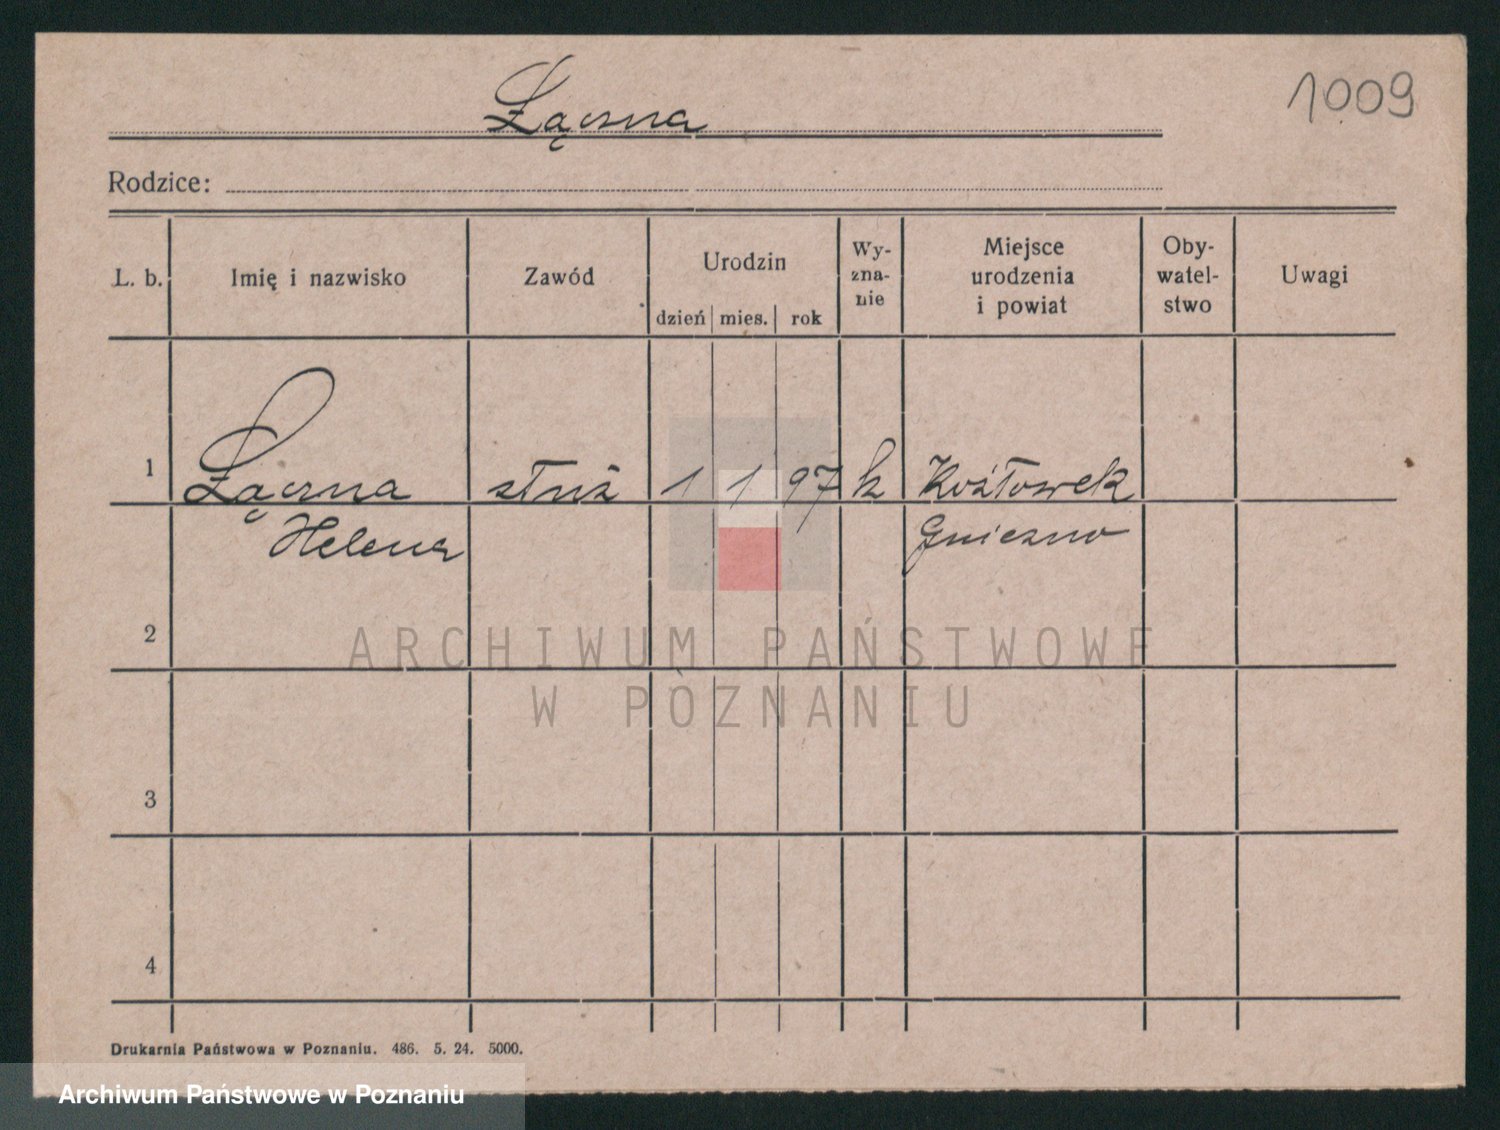 1009
Łączna
Rodzice:
L. b.
Imię i nazwisko
Zawód
Urodzin
dzień mies. rok
Wy-
zna-
nie
Miejsce
urodzenia
i powiat
Oby-
watel-
stwo
Uwagi
1 Łączna służ 1 1 97 k Kozłowek
Helena Gniezno
2
3
4
ARCHIWUM PAŃSTWOWE
W POZNANIU
Drukarnia Państwowa w Poznaniu. 486. 5. 24. 5000.
Archiwum Państwowe w Poznaniu